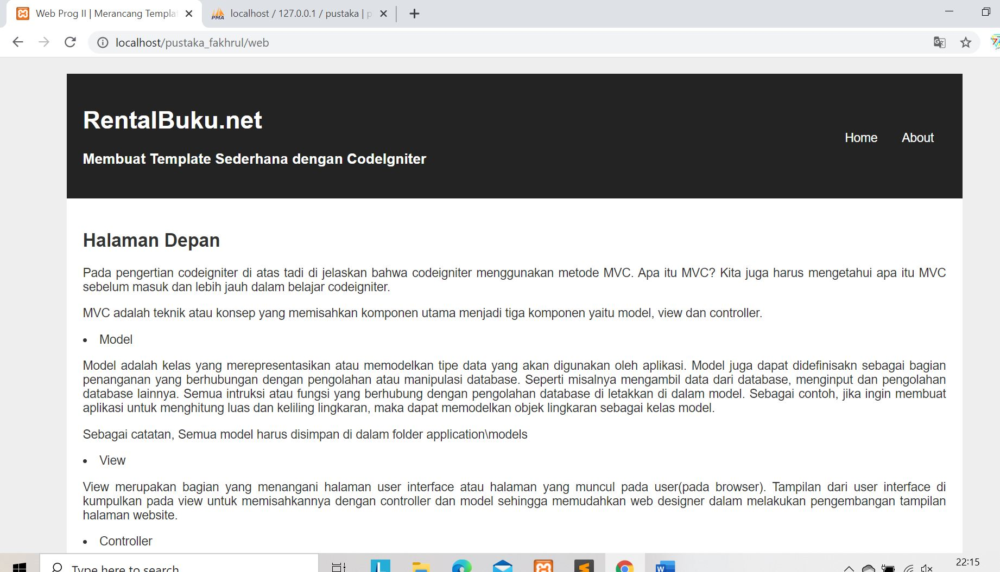 Web Prog II | Merancang Templa
localhost / 127.0.0.1 / pustaka | p
localhost/pustaka_fakhrul/web
RentalBuku.net
Home About
Membuat Template Sederhana dengan CodeIgniter
Halaman Depan
Pada pengertian codeigniter di atas tadi di jelaskan bahwa codeigniter menggunakan metode MVC. Apa itu MVC? Kita juga harus mengetahui apa itu MVC
sebelum masuk dan lebih jauh dalam belajar codeigniter.
MVC adalah teknik atau konsep yang memisahkan komponen utama menjadi tiga komponen yaitu model, view dan controller.
• Model
Model adalah kelas yang merepresentasikan atau memodelkan tipe data yang akan digunakan oleh aplikasi. Model juga dapat didefinisakn sebagai bagian
penanganan yang berhubungan dengan pengolahan atau manipulasi database. Seperti misalnya mengambil data dari database, menginput dan pengolahan
database lainnya. Semua intruksi atau fungsi yang berhubung dengan pengolahan database di letakkan di dalam model. Sebagai contoh, jika ingin membuat
aplikasi untuk menghitung luas dan keliling lingkaran, maka dapat memodelkan objek lingkaran sebagai kelas model.
Sebagai catatan, Semua model harus disimpan di dalam folder application\models
• View
View merupakan bagian yang menangani halaman user interface atau halaman yang muncul pada user(pada browser). Tampilan dari user interface di
kumpulkan pada view untuk memisahkannya dengan controller dan model sehingga memudahkan web designer dalam melakukan pengembangan tampilan
halaman website.
• Controller
Type here to search
22:15